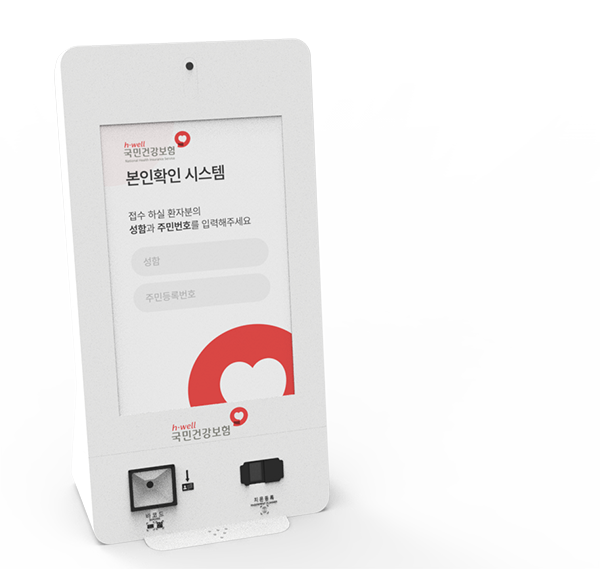 h·well
국민건강보험
National Health Insurance Service
본인확인 시스템
접수 하실 환자분의
성함과 주민번호를 입력해주세요
성함
주민등록번호
h·well
국민건강보험
바코드
지문등록